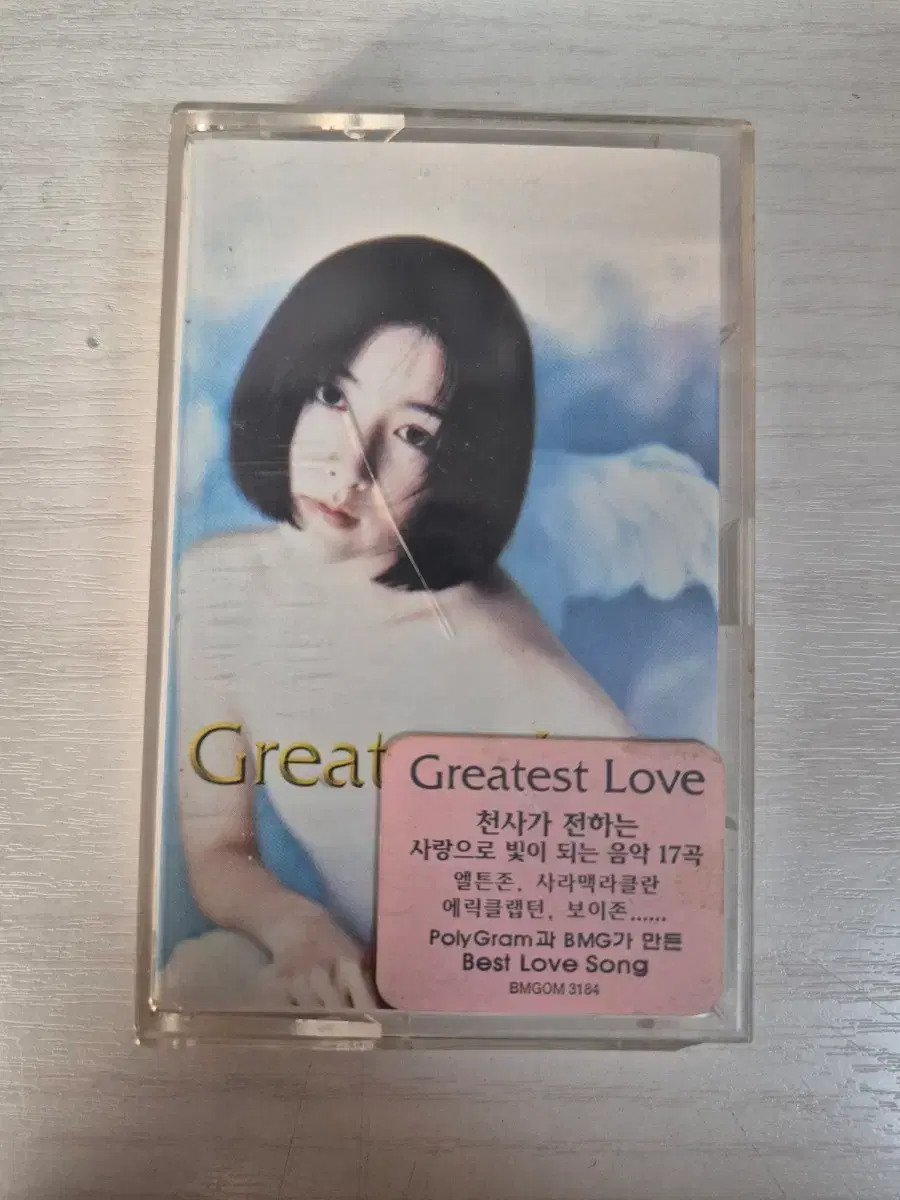 Great
Greatest Love
천사가 전하는
사랑으로 빛이 되는 음악 17곡
엘튼존, 사라맥라클란
에릭클랩턴, 보이존......
PolyGram과 BMG가 만든
Best Love Song
BMGOM 3184